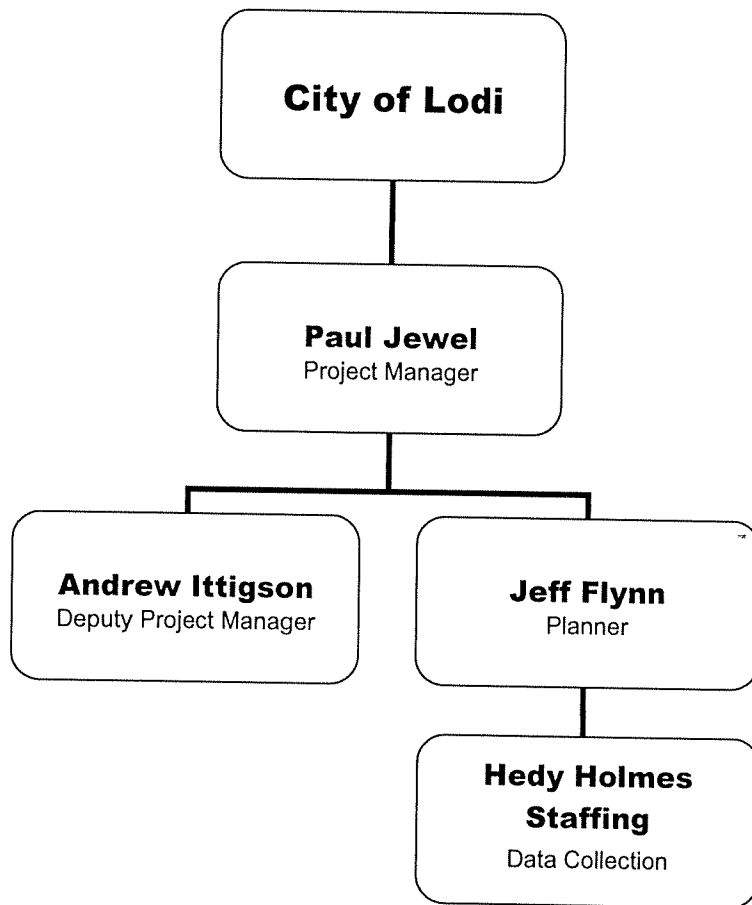 City of Lodi
Paul Jewel
Project Manager
Andrew Ittigson
Deputy Project Manager
Jeff Flynn
Planner
Hedy Holmes
Staffing
Data Collection